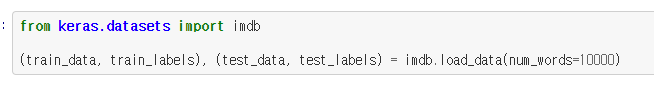 :
from keras.datasets import imdb
(train_data, train_labels), (test_data, test_labels) = imdb.load_data(num_words=10000)